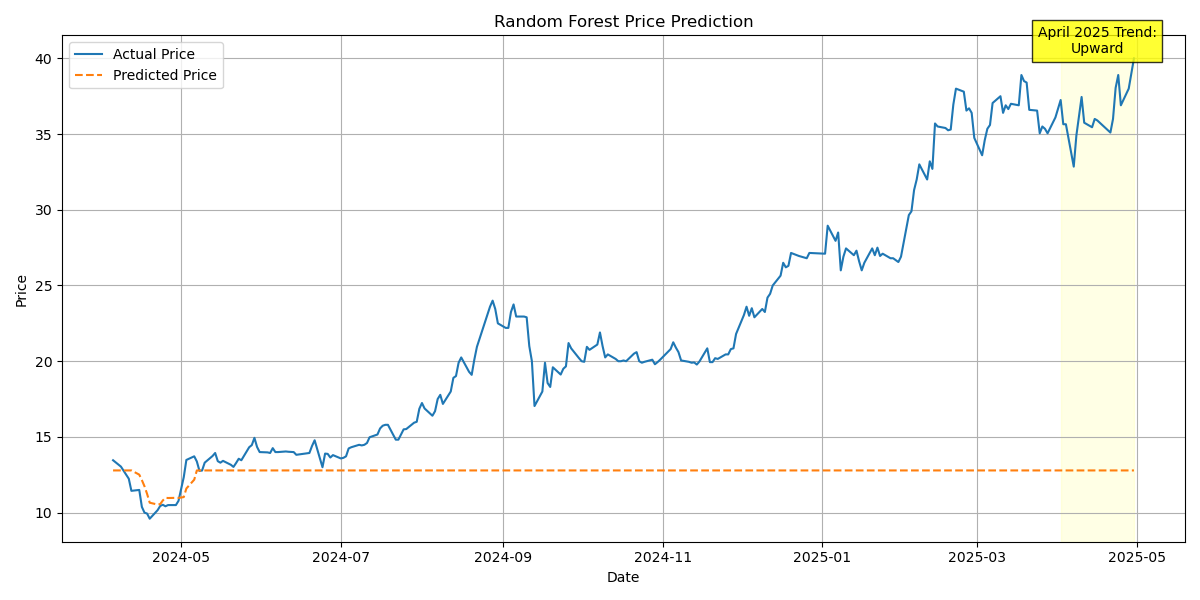 Random Forest Price Prediction
April 2025 Trend:
Upward
Actual Price
Predicted Price
Price
40
35
30
25
20
15
10
2024-05 2024-07 2024-09 2024-11 2025-01 2025-03 2025-05
Date